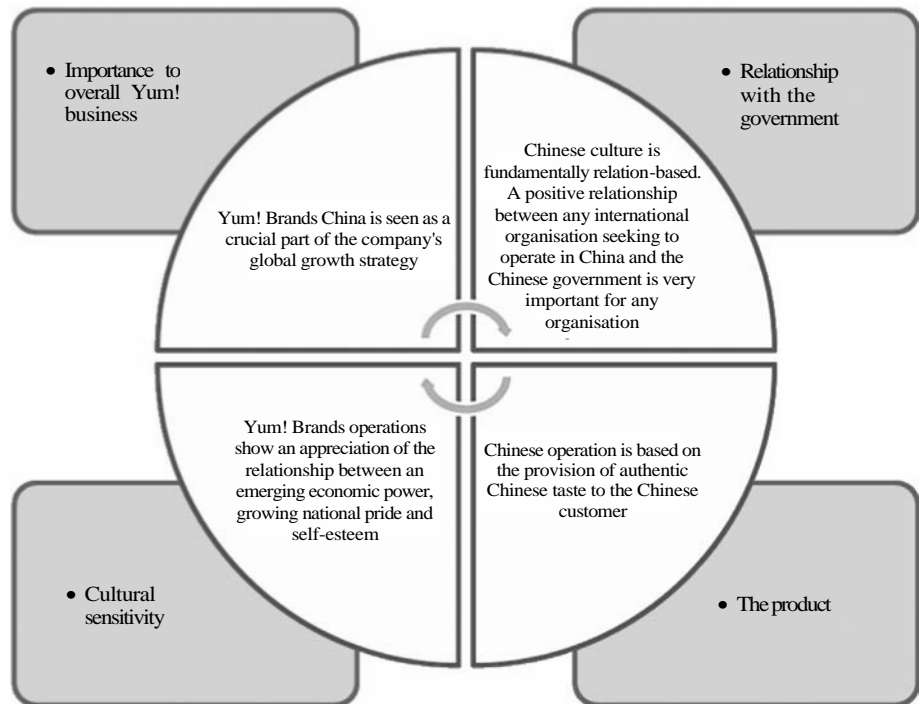 • Importance to
overall Yum!
business
• Relationship
with the
government
Yum! Brands China is seen as a
crucial part of the company's
global growth strategy
Chinese culture is
fundamentally relation-based.
A positive relationship
between any international
organisation seeking to
operate in China and the
Chinese government is very
important for any
organisation
Yum! Brands operations
show an appreciation of the
relationship between an
emerging economic power,
growing national pride and
self-esteem
Chinese operation is based on
the provision of authentic
Chinese taste to the Chinese
customer
• Cultural
sensitivity
• The product